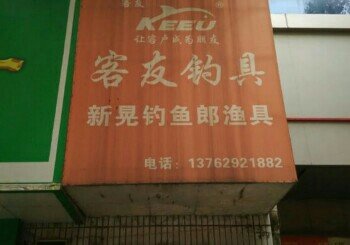 客友 ®
KEEU
让客户成为朋友
客友钓具
新晃钓鱼郎渔具
电话：13762921882